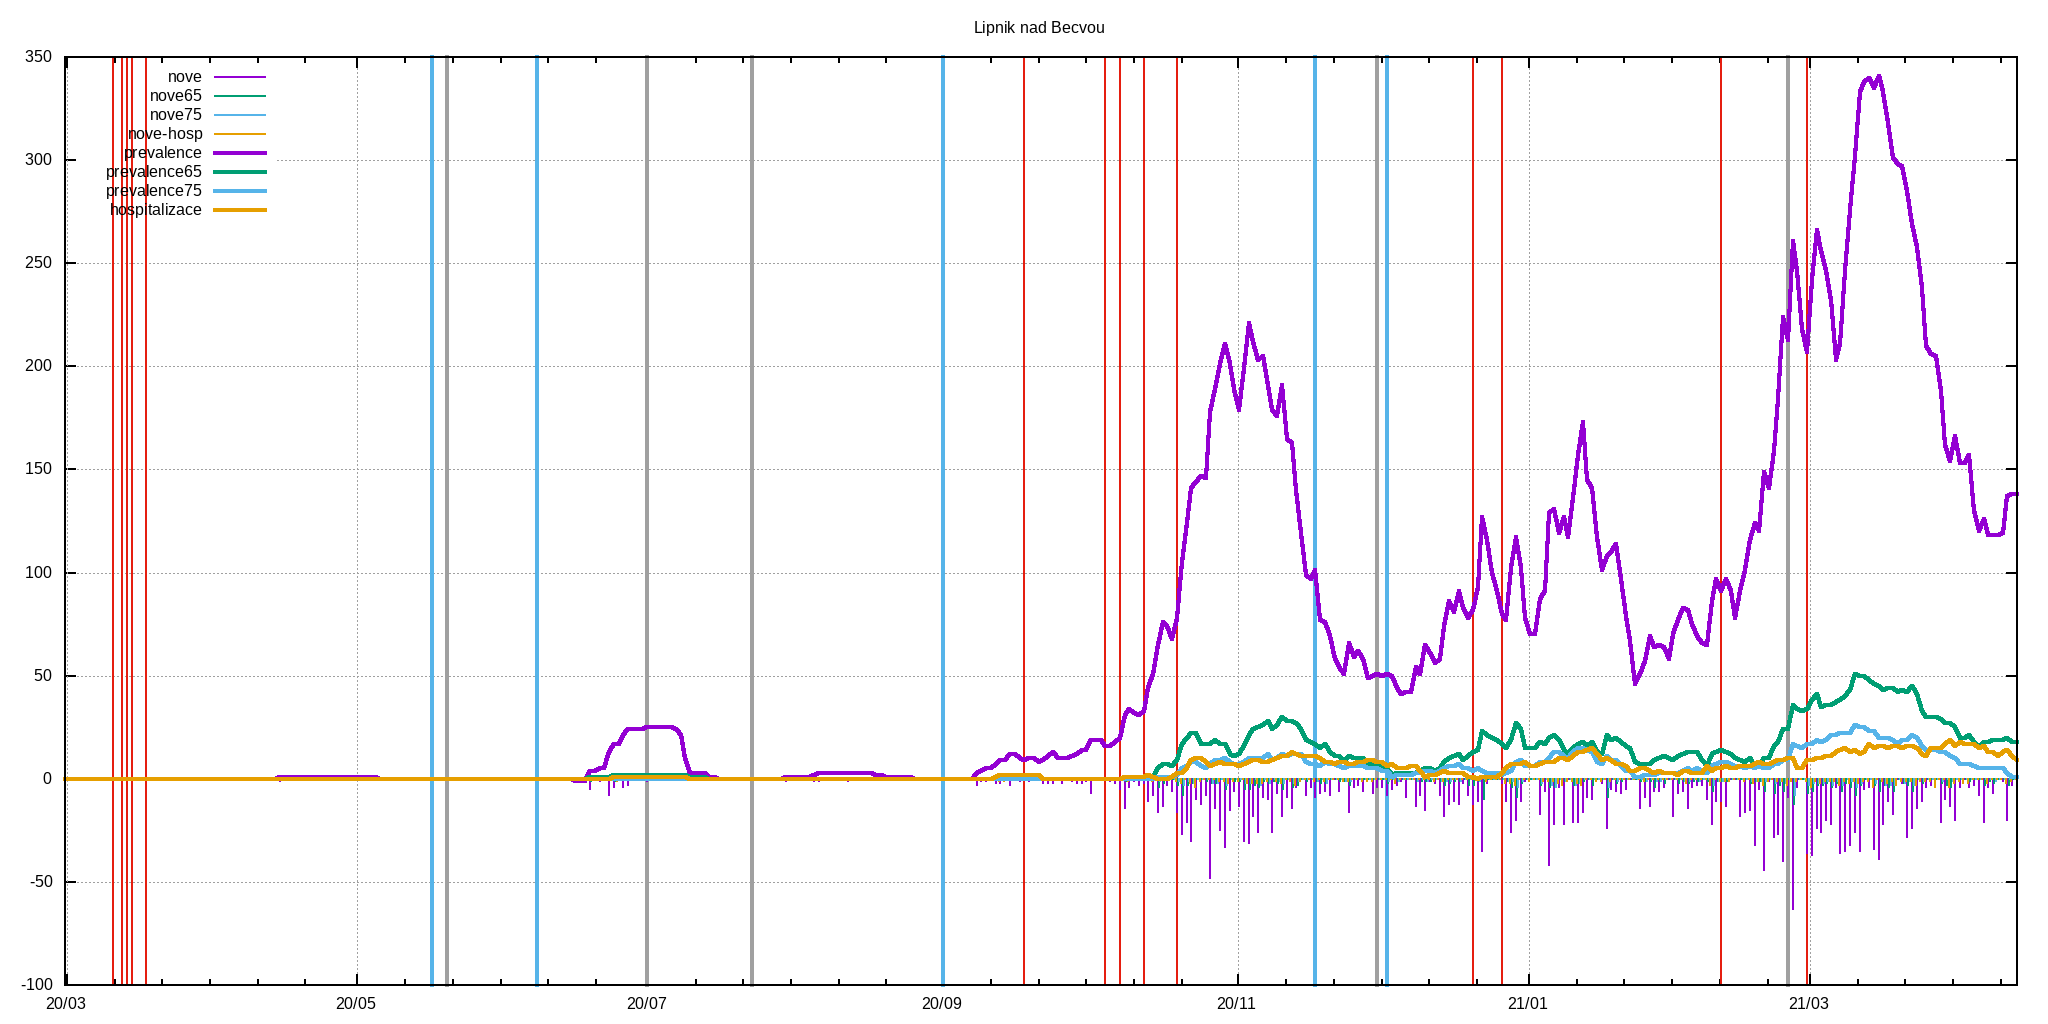 Lipnik nad Becvou
350
300
250
200
150
100
50
0
-50
-100
nove
nove65
nove75
nove-hosp
prevalence
prevalence65
prevalence75
hospitalizace
20/03 20/05 20/07 20/09 20/11 21/01 21/03